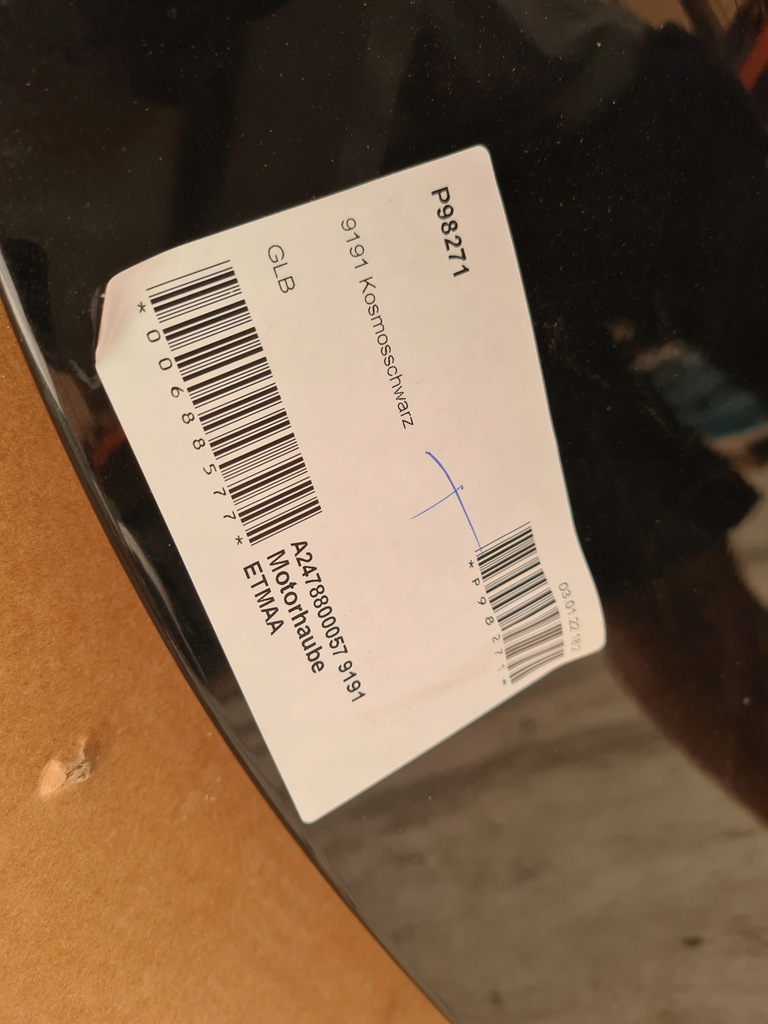 P98271
03.01.22
*P98271*
9191 Kosmosschwarz
GLB
*00688577*
A2478800057 9191
Motorhaube
ETMAA